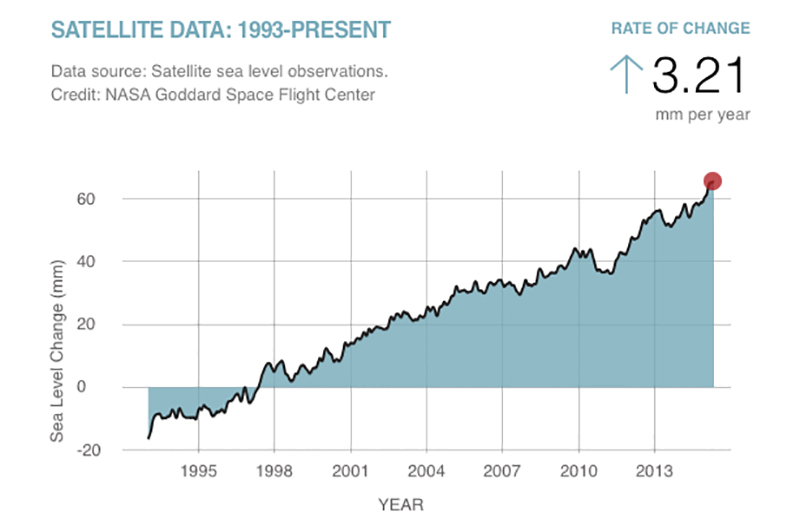 SATELLITE DATA: 1993-PRESENT
RATE OF CHANGE
Data source: Satellite sea level observations.
Credit: NASA Goddard Space Flight Center
3.21
mm per year
Sea Level Change (mm)
60
40
20
0
-20
1995 1998 2001 2004 2007 2010 2013
YEAR